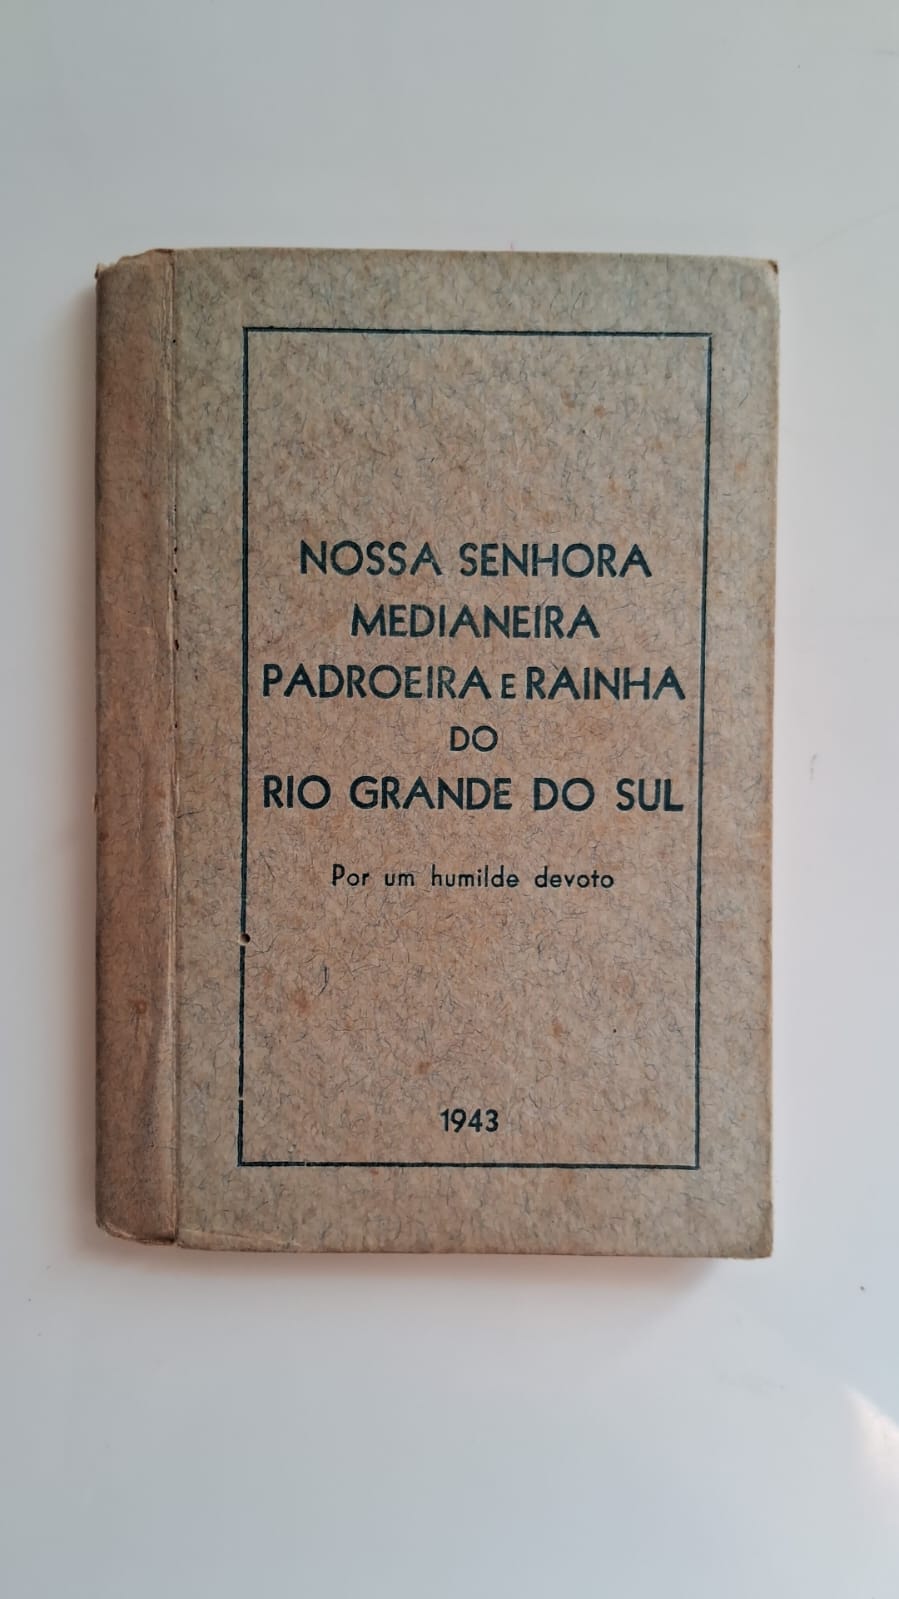 NOSSA SENHORA
MEDIANEIRA
PADROEIRA E RAINHA
DO
RIO GRANDE DO SUL
Por um humilde devoto
1943